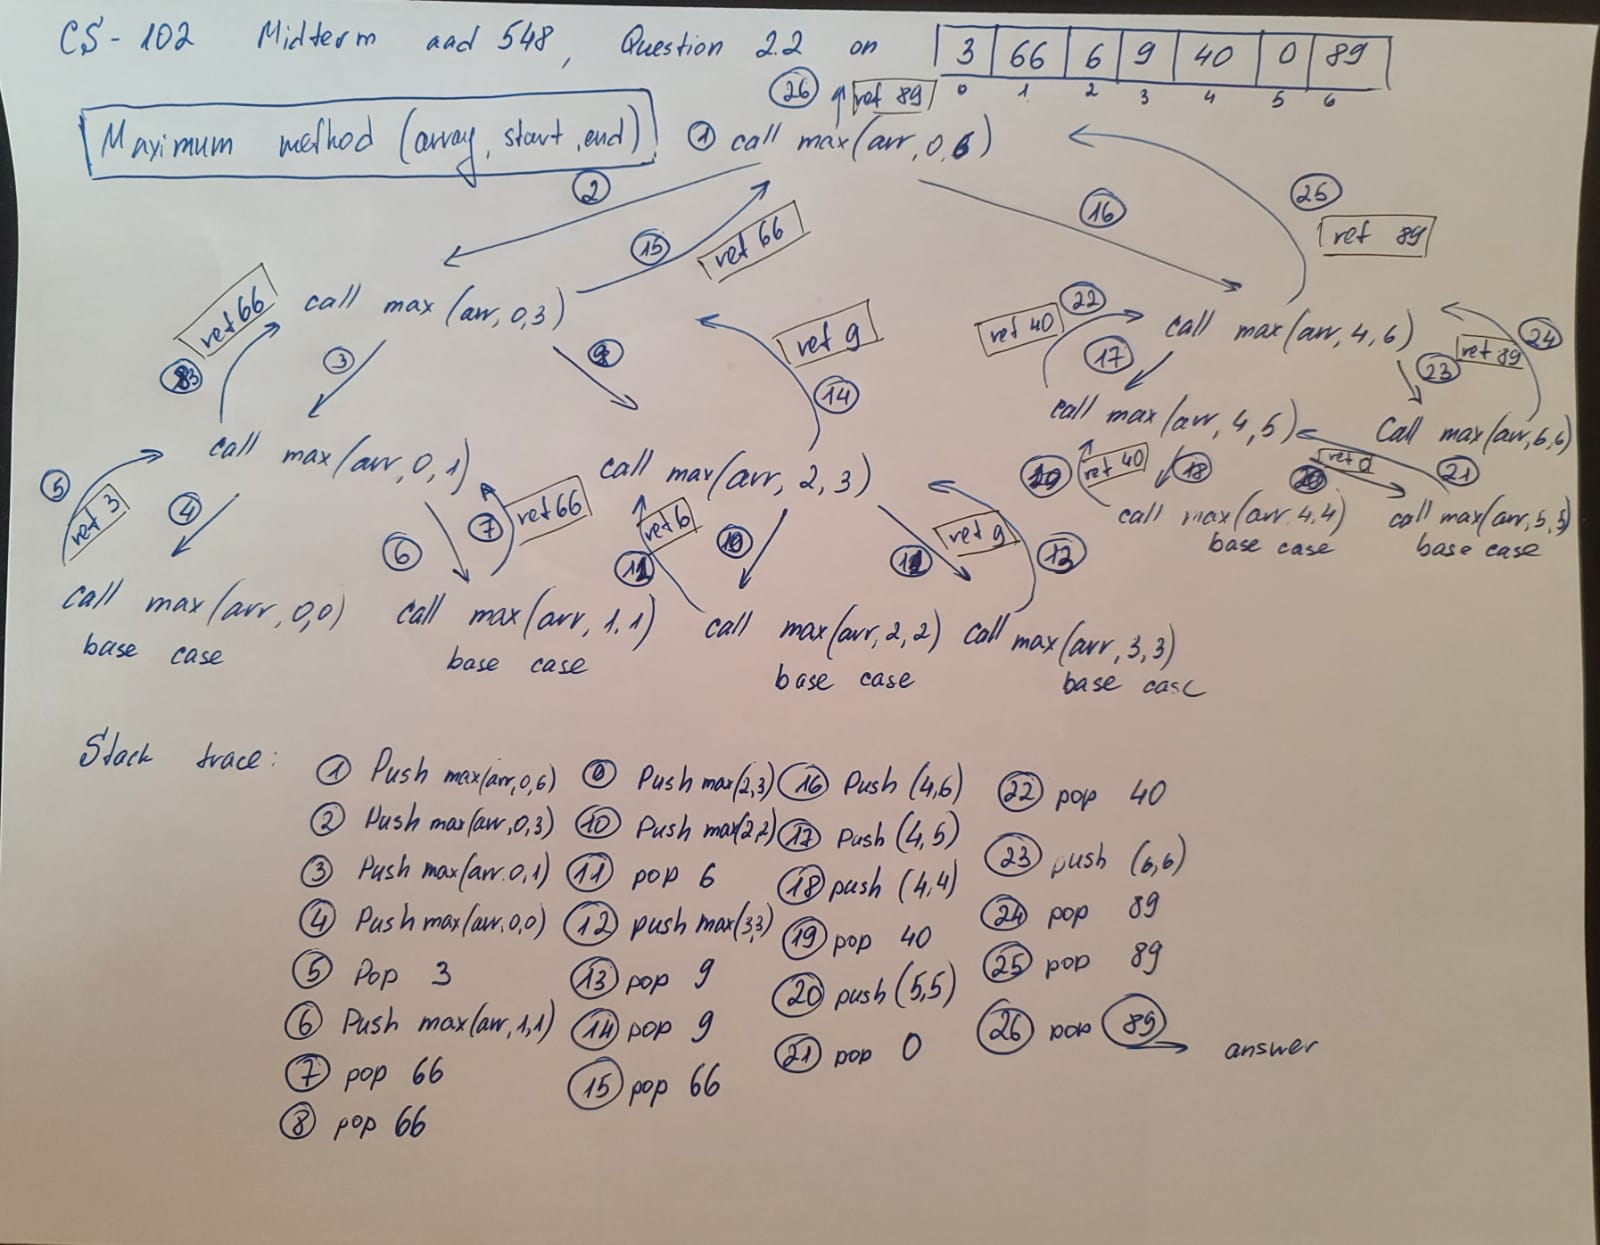 CS-102 Midterm aad 548, Question 2.2 on 3 66 6 9 40 0 89
0 1 2 3 4 5 6
26 ret 89
Maximum method (array, start, end)
1 call max(arr, 0, 6)
2
25
16
15 ret 66
ret 89
ret 66
call max(arr, 0,3)
ret 9
ret 40 22
call max(arr, 4,6)
24
8 3 9
14
17
23 ret 89
call max(arr, 4,5)
call max(arr, 6,6)
call max(arr, 0,1)
call max(arr, 2,3)
19 ret 40 18
20 ret 0 21
5 ret 3 4
6 7 ret 66
11 ret 6 10
12 ret 9 13
call max(arr, 4,4)
base case
call max(arr, 5,5)
base case
call max(arr, 0,0)
base case
call max(arr, 1,1)
base case
call max(arr, 2,2)
base case
call max(arr, 3,3)
base case
Stack trace:
1 Push max(arr,0,6)
2 Push max(arr,0,3)
3 Push max(arr,0,1)
4 Push max(arr,0,0)
5 Pop 3
6 Push max(arr,1,1)
7 pop 66
8 pop 66
9 Push max(2,3)
10 Push max(2,2)
11 pop 6
12 push max(3,3)
13 pop 9
14 pop 9
15 pop 66
16 Push (4,6)
17 Push (4,5)
18 push (4,4)
19 pop 40
20 push (5,5)
21 pop 0
22 pop 40
23 push (6,6)
24 pop 89
25 pop 89
26 pop 89 answer